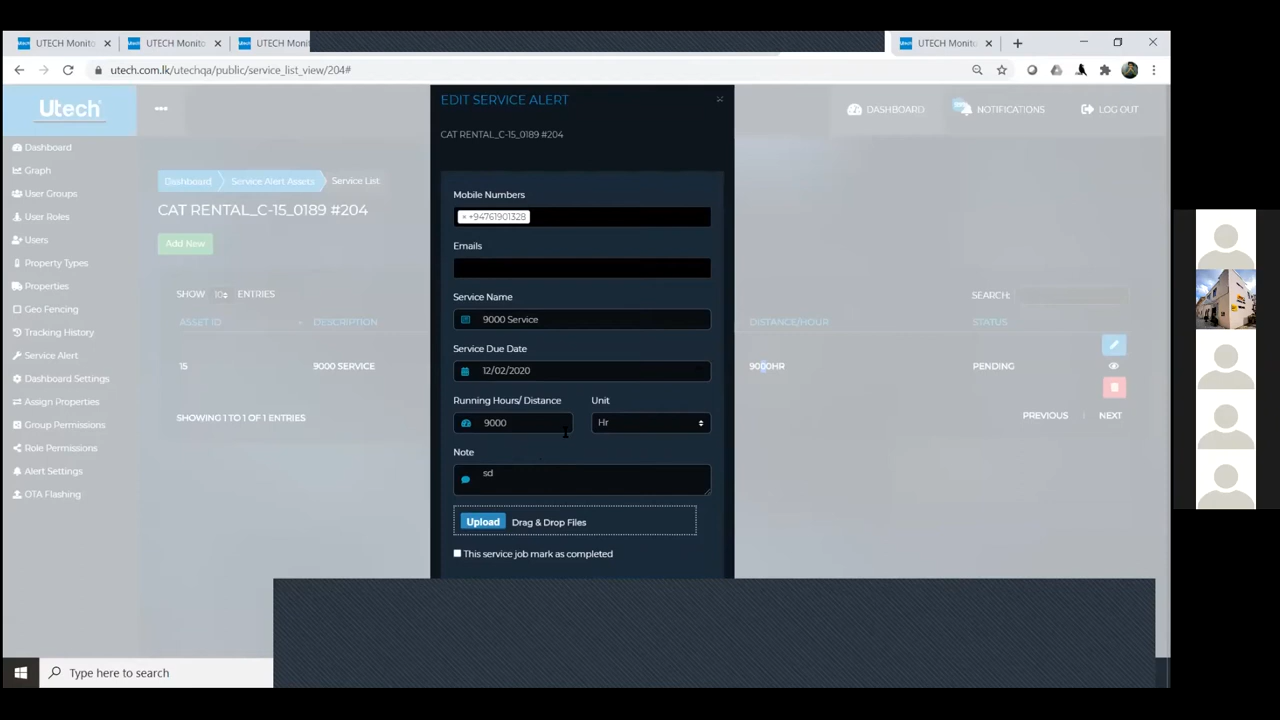 UTECH Monito
UTECH Monito
UTECH Monit
UTECH Monito
utech.com.lk/utechqa/public/service_list_view/204#
Utech
DASHBOARD
NOTIFICATIONS
LOG OUT
Dashboard
Graph
User Groups
User Roles
Users
Property Types
Properties
Geo Fencing
Tracking History
Service Alert
Dashboard Settings
Assign Properties
Group Permissions
Role Permissions
Alert Settings
OTA Flashing
Dashboard
Service Alert Assets
Service List
CAT RENTAL_C-15_0189 #204
Add New
SHOW 10 ENTRIES
SEARCH:
ASSET ID
DESCRIPTION
DISTANCE/HOUR
STATUS
15
9000 SERVICE
9000HR
PENDING
SHOWING 1 TO 1 OF 1 ENTRIES
PREVIOUS
NEXT
EDIT SERVICE ALERT
CAT RENTAL_C-15_0189 #204
Mobile Numbers
× +94761901328
Emails
Service Name
9000 Service
Service Due Date
12/02/2020
Running Hours/ Distance
Unit
9000
Hr
Note
sd
Upload
Drag & Drop Files
This service job mark as completed
Type here to search